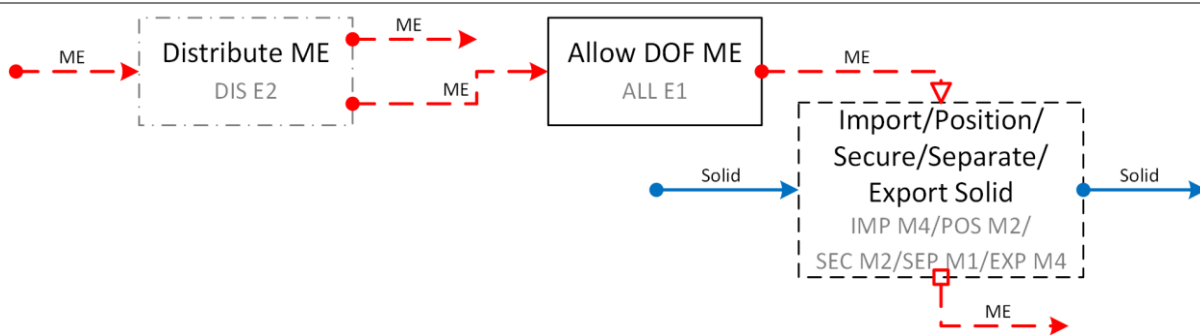 ME
Distribute ME
DIS E2
ME
ME
Allow DOF ME
ALL E1
ME
Solid
Import/Position/
Secure/Separate/
Export Solid
IMP M4/POS M2/
SEC M2/SEP M1/EXP M4
Solid
ME